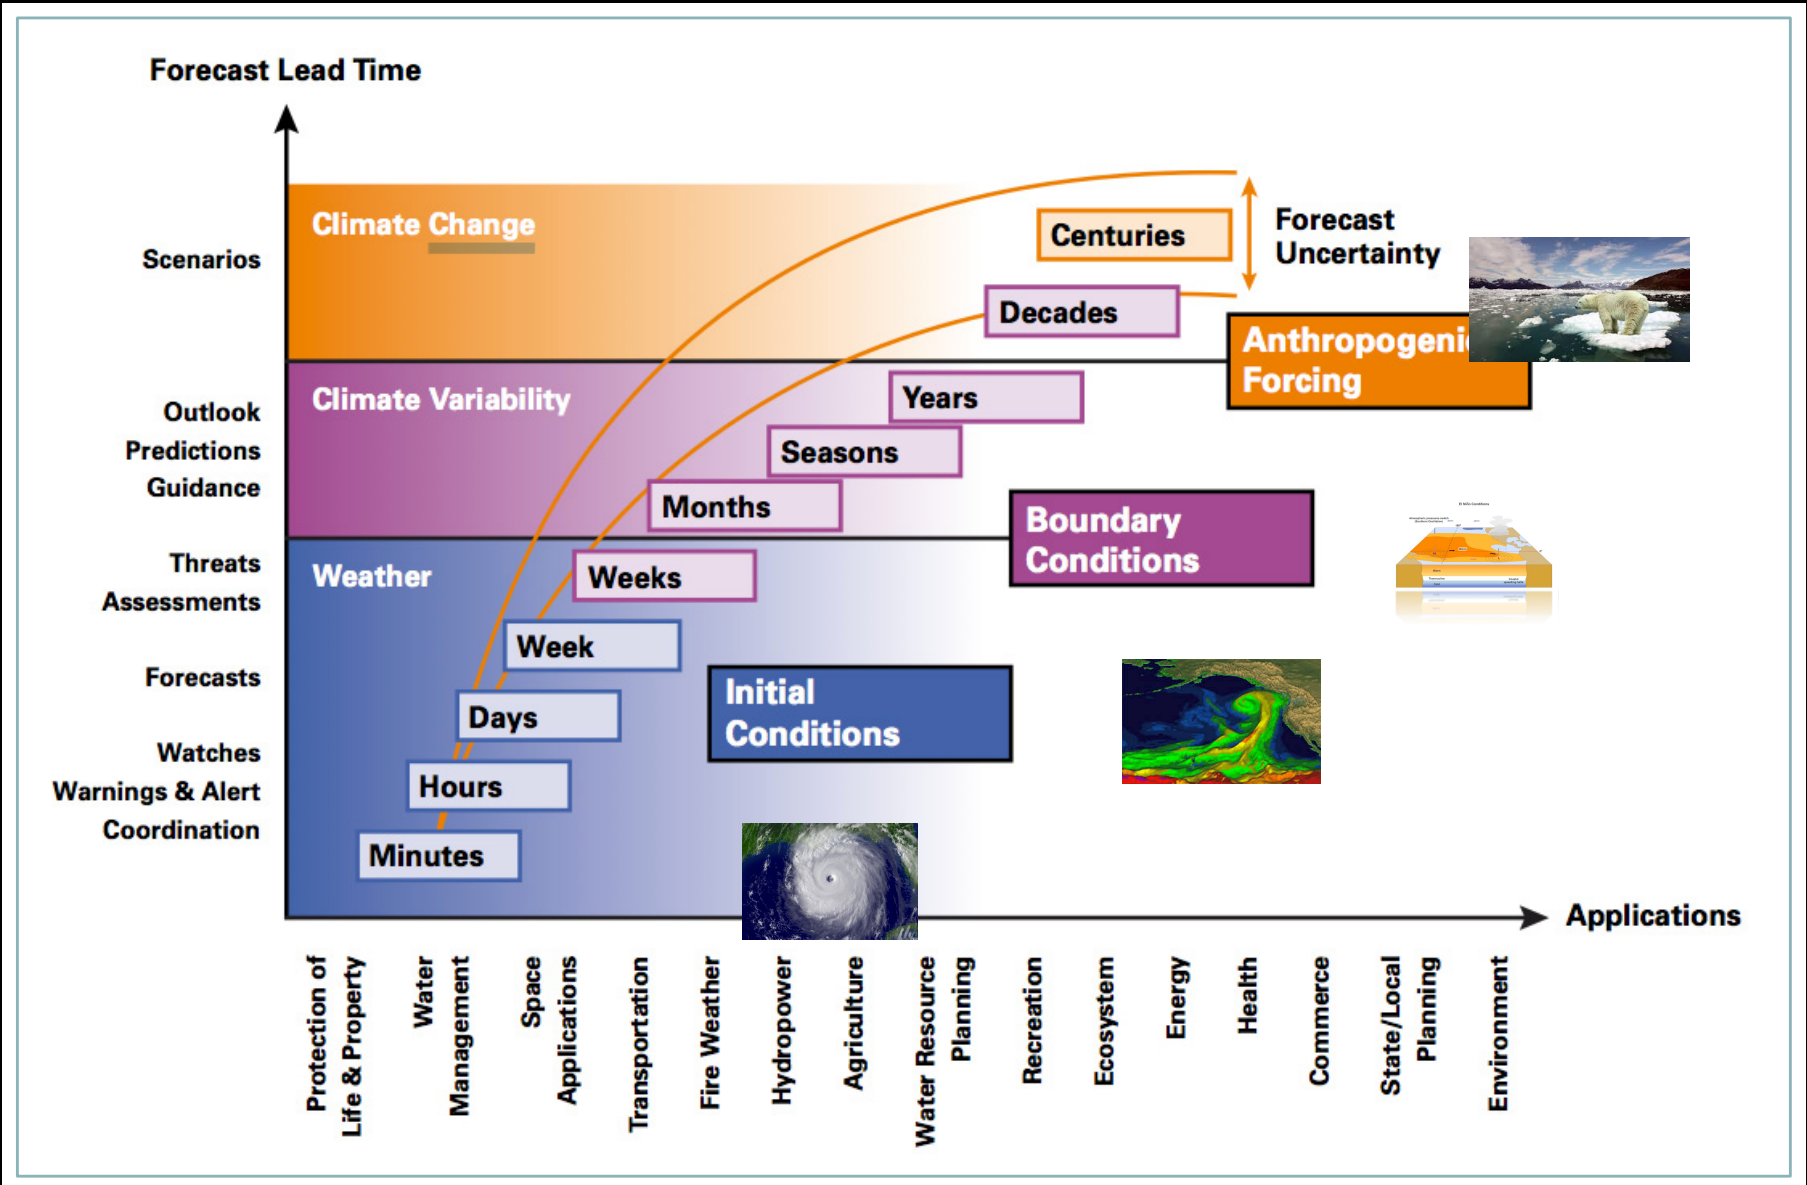 Forecast Lead Time
Climate Change
Scenarios
Centuries
Forecast
Uncertainty
Decades
Anthropogenic
Forcing
Climate Variability
Outlook
Predictions
Guidance
Years
Seasons
Months
Boundary
Conditions
Threats
Assessments
Weather
Weeks
Week
Forecasts
Days
Initial
Conditions
Watches
Warnings & Alert
Coordination
Hours
Minutes
Applications
Protection of
Life & Property
Water
Management
Space
Applications
Transportation
Fire Weather
Hydropower
Agriculture
Water Resource
Planning
Recreation
Ecosystem
Energy
Health
Commerce
State/Local
Planning
Environment